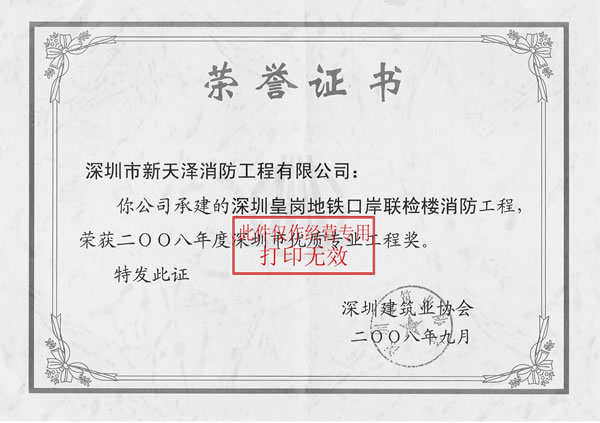 荣誉证书
深圳市新天泽消防工程有限公司：
你公司承建的深圳皇岗地铁口岸联检楼消防工程，
荣获二〇〇八年度深圳市优质专业工程奖。
此件仅作经营专用
打印无效
特发此证
深圳建筑业协会
二〇〇八年九月